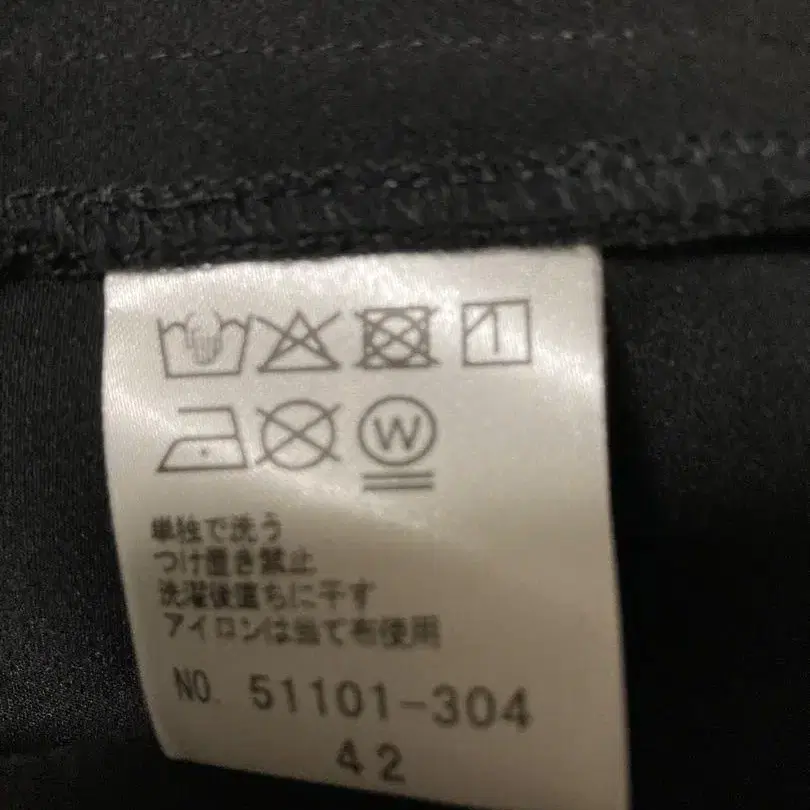 W
単独で洗う
つけ置き禁止
洗濯後直ちに干す
アイロンは当て布使用
NO. 51101-304
42